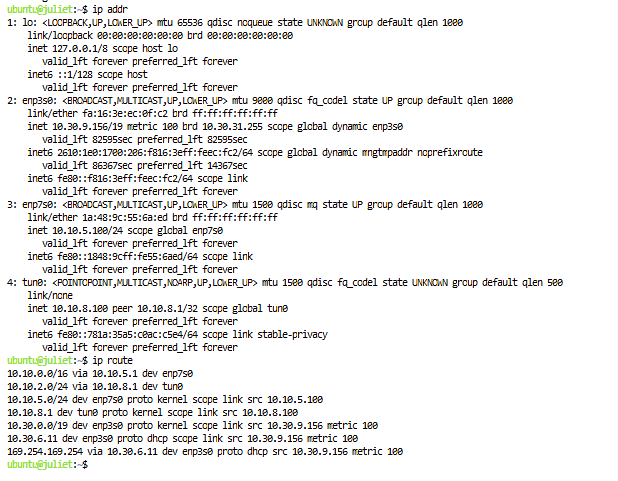 ubuntu@juliet:~$ ip addr
1: lo: <LOOPBACK,UP,LOWER_UP> mtu 65536 qdisc noqueue state UNKNOWN group default qlen 1000
link/loopback 00:00:00:00:00:00 brd 00:00:00:00:00:00
inet 127.0.0.1/8 scope host lo
valid_lft forever preferred_lft forever
inet6 ::1/128 scope host
valid_lft forever preferred_lft forever
2: enp3s0: <BROADCAST,MULTICAST,UP,LOWER_UP> mtu 9000 qdisc fq_codel state UP group default qlen 1000
link/ether fa:16:3e:ec:0f:c2 brd ff:ff:ff:ff:ff:ff
inet 10.30.9.156/19 metric 100 brd 10.30.31.255 scope global dynamic enp3s0
valid_lft 82595sec preferred_lft 82595sec
inet6 2610:1e0:1700:206:f816:3eff:feec:fc2/64 scope global dynamic mngtmpaddr noprefixroute
valid_lft 86367sec preferred_lft 14367sec
inet6 fe80::f816:3eff:feec:fc2/64 scope link
valid_lft forever preferred_lft forever
3: enp7s0: <BROADCAST,MULTICAST,UP,LOWER_UP> mtu 1500 qdisc mq state UP group default qlen 1000
link/ether 1a:48:9c:55:6a:ed brd ff:ff:ff:ff:ff:ff
inet 10.10.5.100/24 scope global enp7s0
valid_lft forever preferred_lft forever
inet6 fe80::1848:9cff:fe55:6aed/64 scope link
valid_lft forever preferred_lft forever
4: tun0: <POINTOPOINT,MULTICAST,NOARP,UP,LOWER_UP> mtu 1500 qdisc fq_codel state UNKNOWN group default qlen 500
link/none
inet 10.10.8.100 peer 10.10.8.1/32 scope global tun0
valid_lft forever preferred_lft forever
inet6 fe80::781a:35a5:c0ac:c5e4/64 scope link stable-privacy
valid_lft forever preferred_lft forever
ubuntu@juliet:~$ ip route
10.10.0.0/16 via 10.10.5.1 dev enp7s0
10.10.2.0/24 via 10.10.8.1 dev tun0
10.10.5.0/24 dev enp7s0 proto kernel scope link src 10.10.5.100
10.10.8.1 dev tun0 proto kernel scope link src 10.10.8.100
10.30.0.0/19 dev enp3s0 proto kernel scope link src 10.30.9.156 metric 100
10.30.6.11 dev enp3s0 proto dhcp scope link src 10.30.9.156 metric 100
169.254.169.254 via 10.30.6.11 dev enp3s0 proto dhcp src 10.30.9.156 metric 100
ubuntu@juliet:~$